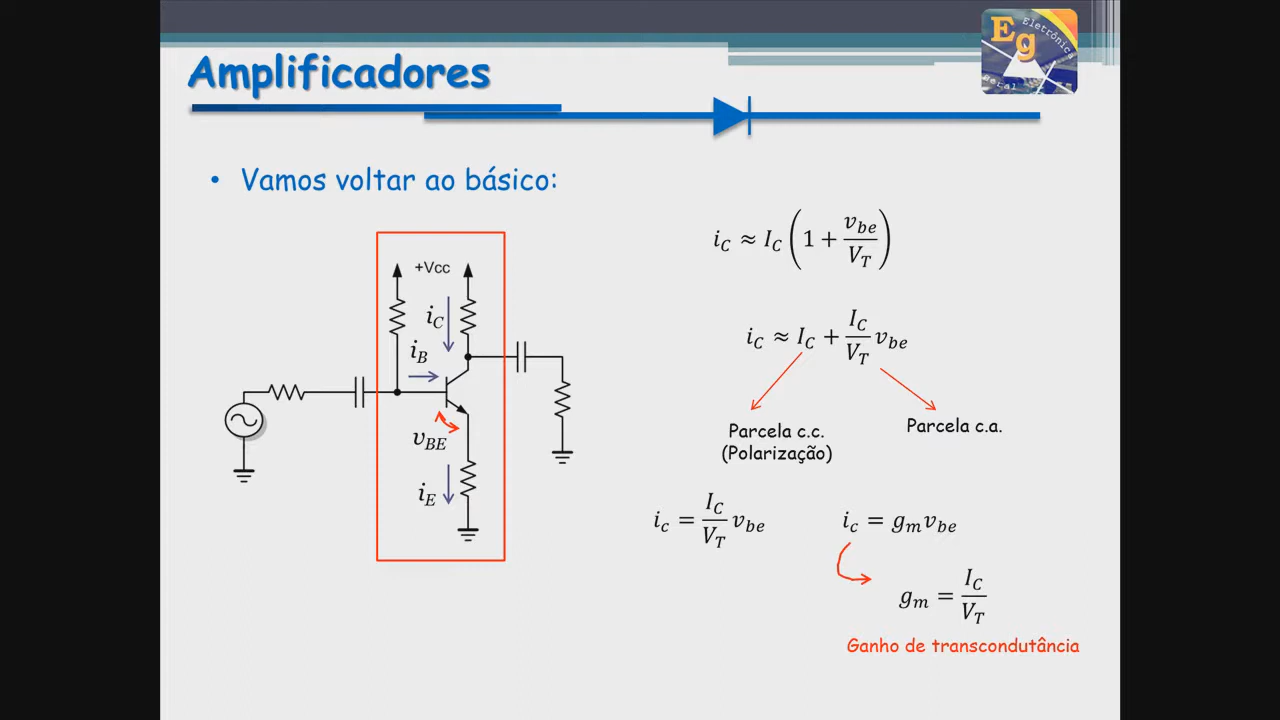 Amplificadores
Eg
Eletrônica
Geral
• Vamos voltar ao básico:
+Vcc
i_C
i_B
v_BE
i_E
i_C ≈ I_C (1 + v_be / V_T)
i_C ≈ I_C + I_C / V_T v_be
Parcela c.c.
(Polarização)
Parcela c.a.
i_c = I_C / V_T v_be
i_c = g_m v_be
g_m = I_C / V_T
Ganho de transcondutância